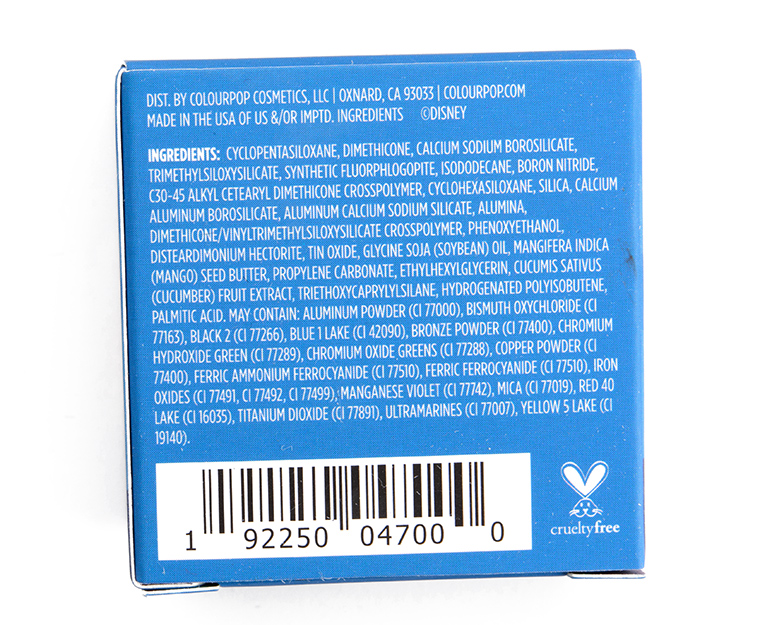 DIST. BY COLOURPOP COSMETICS, LLC | OXNARD, CA 93033 | COLOURPOP.COM
MADE IN THE USA OF US &/OR IMPTD. INGREDIENTS ©DISNEY
INGREDIENTS: CYCLOPENTASILOXANE, DIMETHICONE, CALCIUM SODIUM BOROSILICATE,
TRIMETHYLSILOXYSILICATE, SYNTHETIC FLUORPHLOGOPITE, ISODODECANE, BORON NITRIDE,
C30-45 ALKYL CETEARYL DIMETHICONE CROSSPOLYMER, CYCLOHEXASILOXANE, SILICA, CALCIUM
ALUMINUM BOROSILICATE, ALUMINUM CALCIUM SODIUM SILICATE, ALUMINA,
DIMETHICONE/VINYLTRIMETHYLSILOXYSILICATE CROSSPOLYMER, PHENOXYETHANOL,
DISTEARDIMONIUM HECTORITE, TIN OXIDE, GLYCINE SOJA (SOYBEAN) OIL, MANGIFERA INDICA
(MANGO) SEED BUTTER, PROPYLENE CARBONATE, ETHYLHEXYLGLYCERIN, CUCUMIS SATIVUS
(CUCUMBER) FRUIT EXTRACT, TRIETHOXYCAPRYLYLSILANE, HYDROGENATED POLYISOBUTENE,
PALMITIC ACID. MAY CONTAIN: ALUMINUM POWDER (CI 77000), BISMUTH OXYCHLORIDE (CI
77163), BLACK 2 (CI 77266), BLUE 1 LAKE (CI 42090), BRONZE POWDER (CI 77400), CHROMIUM
HYDROXIDE GREEN (CI 77289), CHROMIUM OXIDE GREENS (CI 77288), COPPER POWDER (CI
77400), FERRIC AMMONIUM FERROCYANIDE (CI 77510), FERRIC FERROCYANIDE (CI 77510), IRON
OXIDES (CI 77491, CI 77492, CI 77499), MANGANESE VIOLET (CI 77742), MICA (CI 77019), RED 40
LAKE (CI 16035), TITANIUM DIOXIDE (CI 77891), ULTRAMARINES (CI 77007), YELLOW 5 LAKE (CI
19140).
1 92250 04700 0
crueltyfree